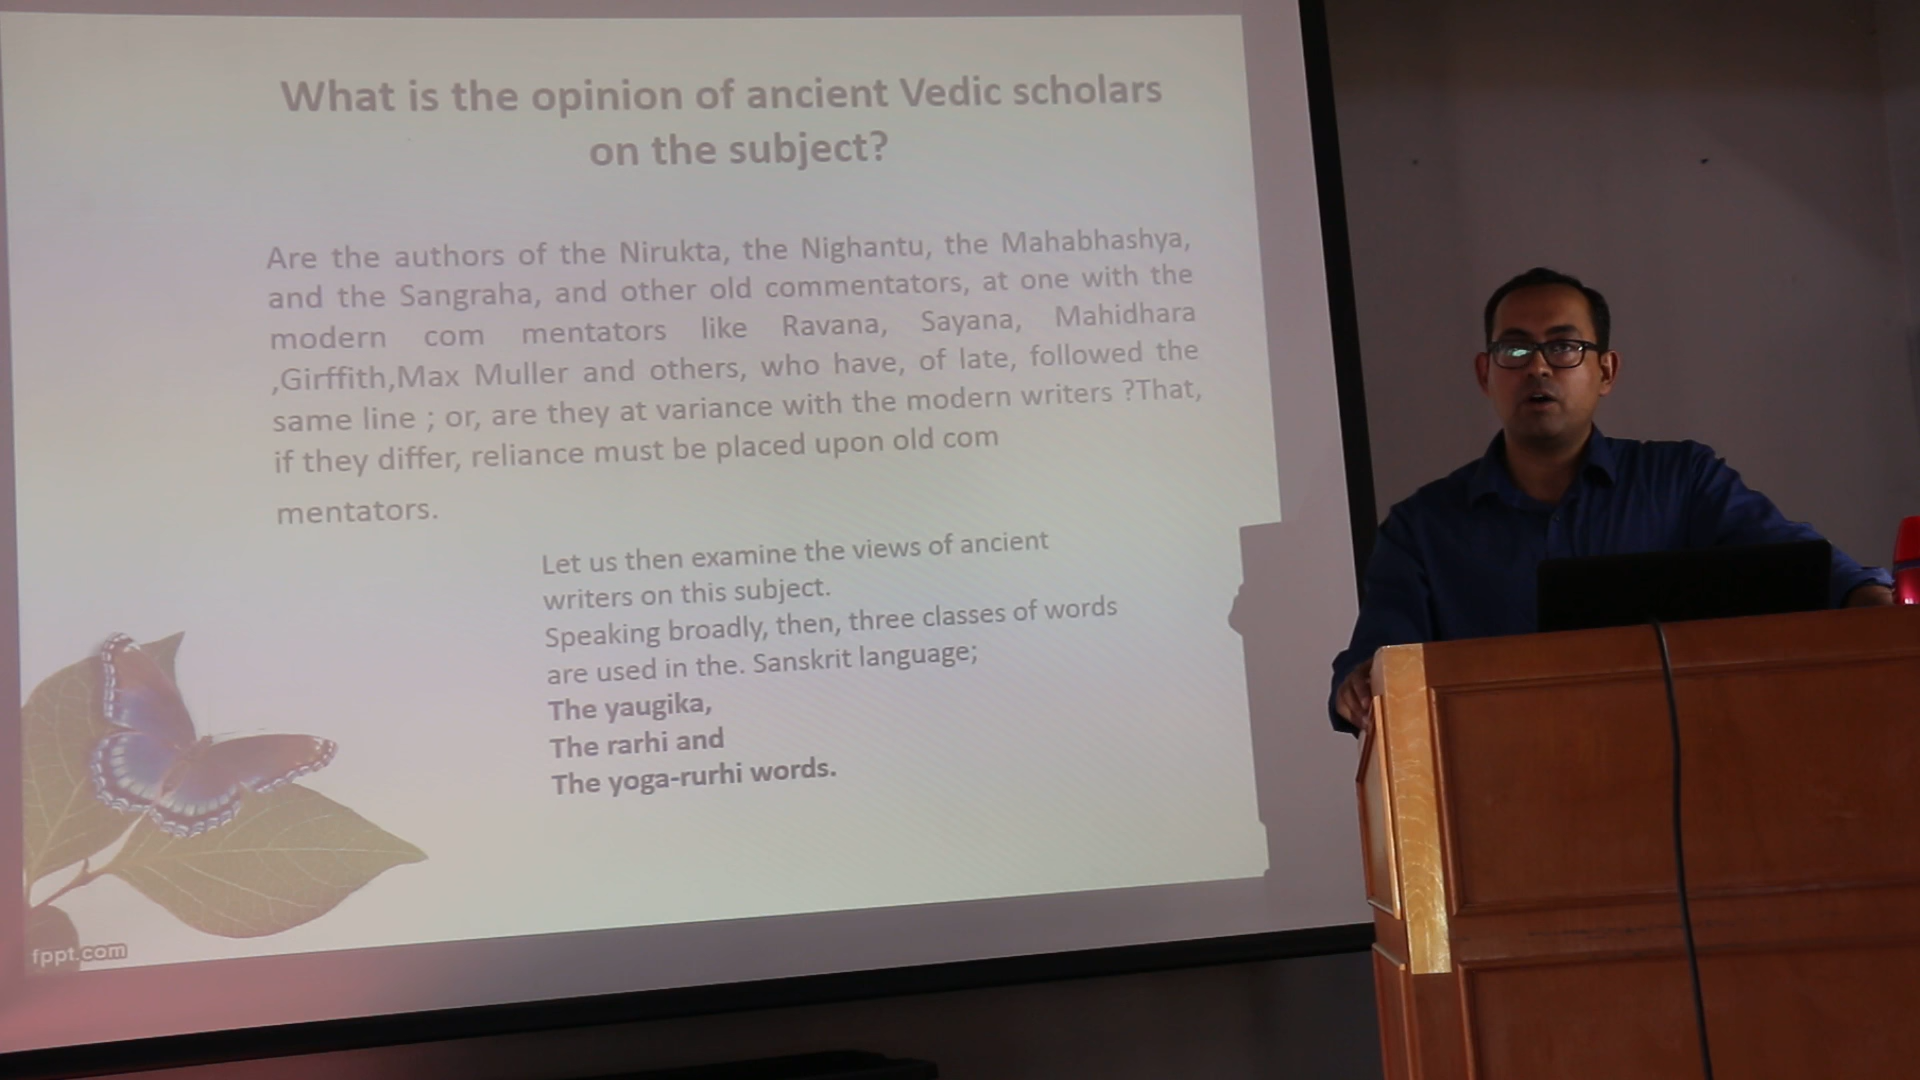 What is the opinion of ancient Vedic scholars
on the subject?
Are the authors of the Nirukta, the Nighantu, the Mahabhashya,
and the Sangraha, and other old commentators, at one with the
modern com mentators like Ravana, Sayana, Mahidhara
,Girffith,Max Muller and others, who have, of late, followed the
same line ; or, are they at variance with the modern writers ?That,
if they differ, reliance must be placed upon old com
mentators.
Let us then examine the views of ancient
writers on this subject.
Speaking broadly, then, three classes of words
are used in the. Sanskrit language;
The yaugika,
The rarhi and
The yoga-rurhi words.
fppt.com